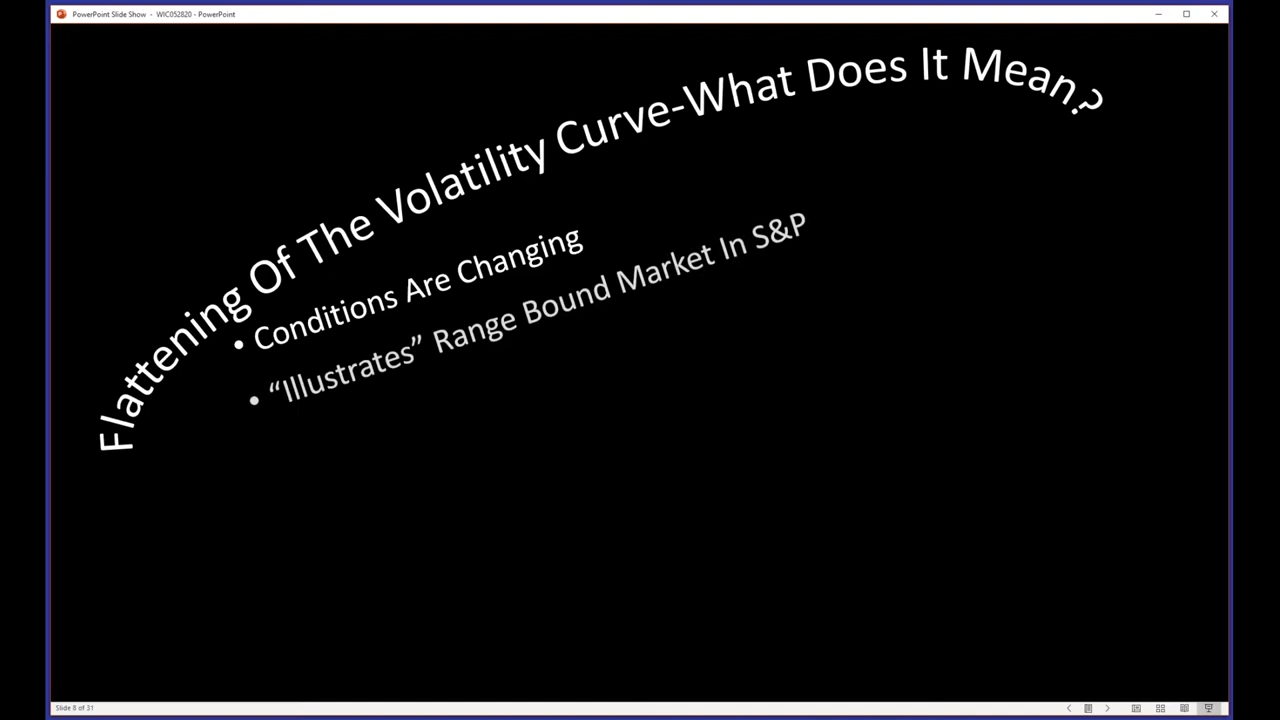 PowerPoint Slide Show - WIC052820 - PowerPoint
Flattening Of The Volatility Curve-What Does It Mean?
• Conditions Are Changing
• “Illustrates” Range Bound Market In S&P
Slide 8 of 31